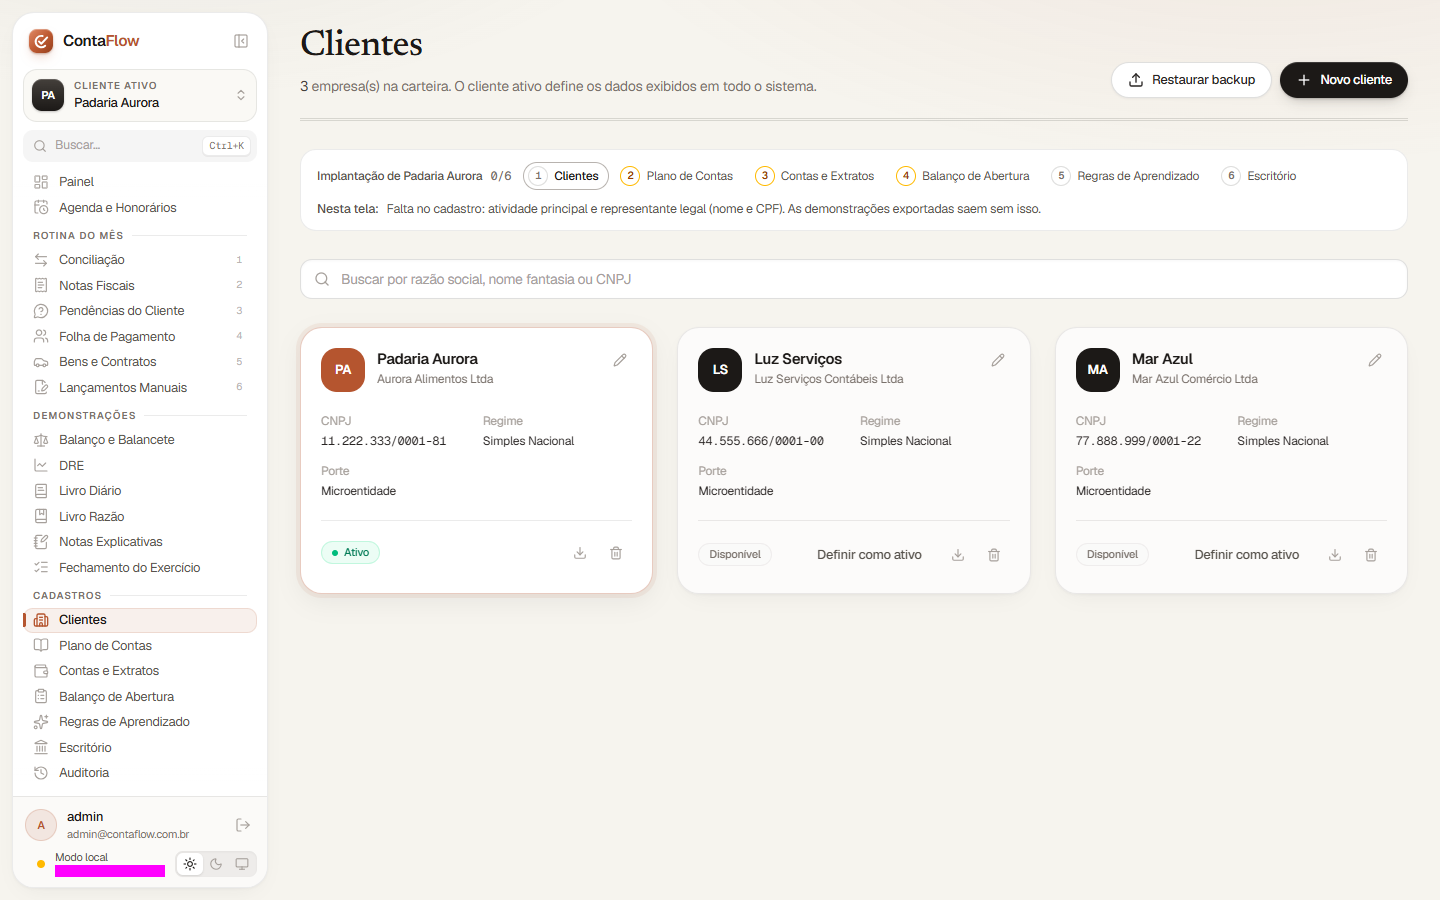 ContaFlow
PA
CLIENTE ATIVO
Padaria Aurora
Buscar...
Ctrl+K
Painel
Agenda e Honorários
ROTINA DO MÊS
Conciliação 1
Notas Fiscais 2
Pendências do Cliente 3
Folha de Pagamento 4
Bens e Contratos 5
Lançamentos Manuais 6
DEMONSTRAÇÕES
Balanço e Balancete
DRE
Livro Diário
Livro Razão
Notas Explicativas
Fechamento do Exercício
CADASTROS
Clientes
Plano de Contas
Contas e Extratos
Balanço de Abertura
Regras de Aprendizado
Escritório
Auditoria
A
admin
admin@contaflow.com.br
Modo local
Clientes
3 empresa(s) na carteira. O cliente ativo define os dados exibidos em todo o sistema.
Restaurar backup
Novo cliente
Implantação de Padaria Aurora 0/6 1 Clientes 2 Plano de Contas 3 Contas e Extratos 4 Balanço de Abertura 5 Regras de Aprendizado 6 Escritório
Nesta tela: Falta no cadastro: atividade principal e representante legal (nome e CPF). As demonstrações exportadas saem sem isso.
Buscar por razão social, nome fantasia ou CNPJ
PA
Padaria Aurora
Aurora Alimentos Ltda
CNPJ Regime
11.222.333/0001-81 Simples Nacional
Porte
Microentidade
Ativo
LS
Luz Serviços
Luz Serviços Contábeis Ltda
CNPJ Regime
44.555.666/0001-00 Simples Nacional
Porte
Microentidade
Disponível Definir como ativo
MA
Mar Azul
Mar Azul Comércio Ltda
CNPJ Regime
77.888.999/0001-22 Simples Nacional
Porte
Microentidade
Disponível Definir como ativo